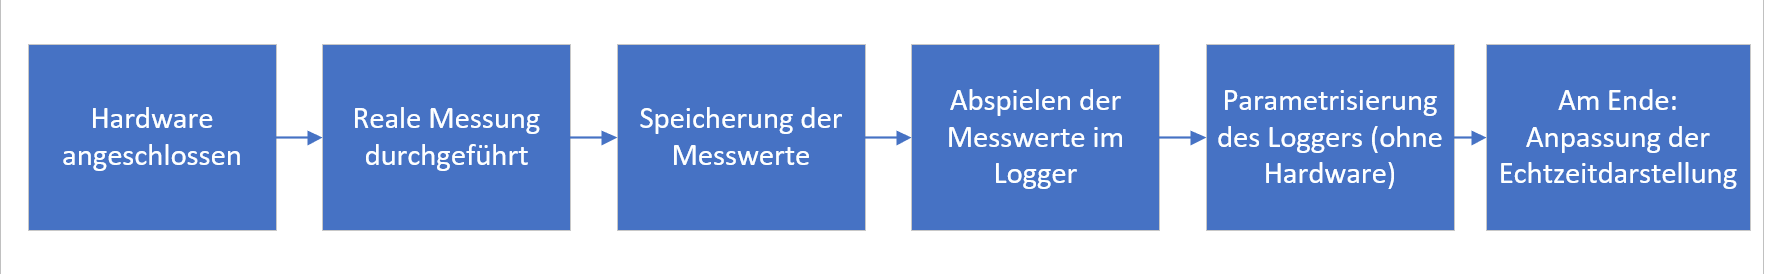 Hardware
angeschlossen
Reale Messung
durchgeführt
Speicherung der
Messwerte
Abspielen der
Messwerte im
Logger
Parametrisierung
des Loggers (ohne
Hardware)
Am Ende:
Anpassung der
Echtzeitdarstellung